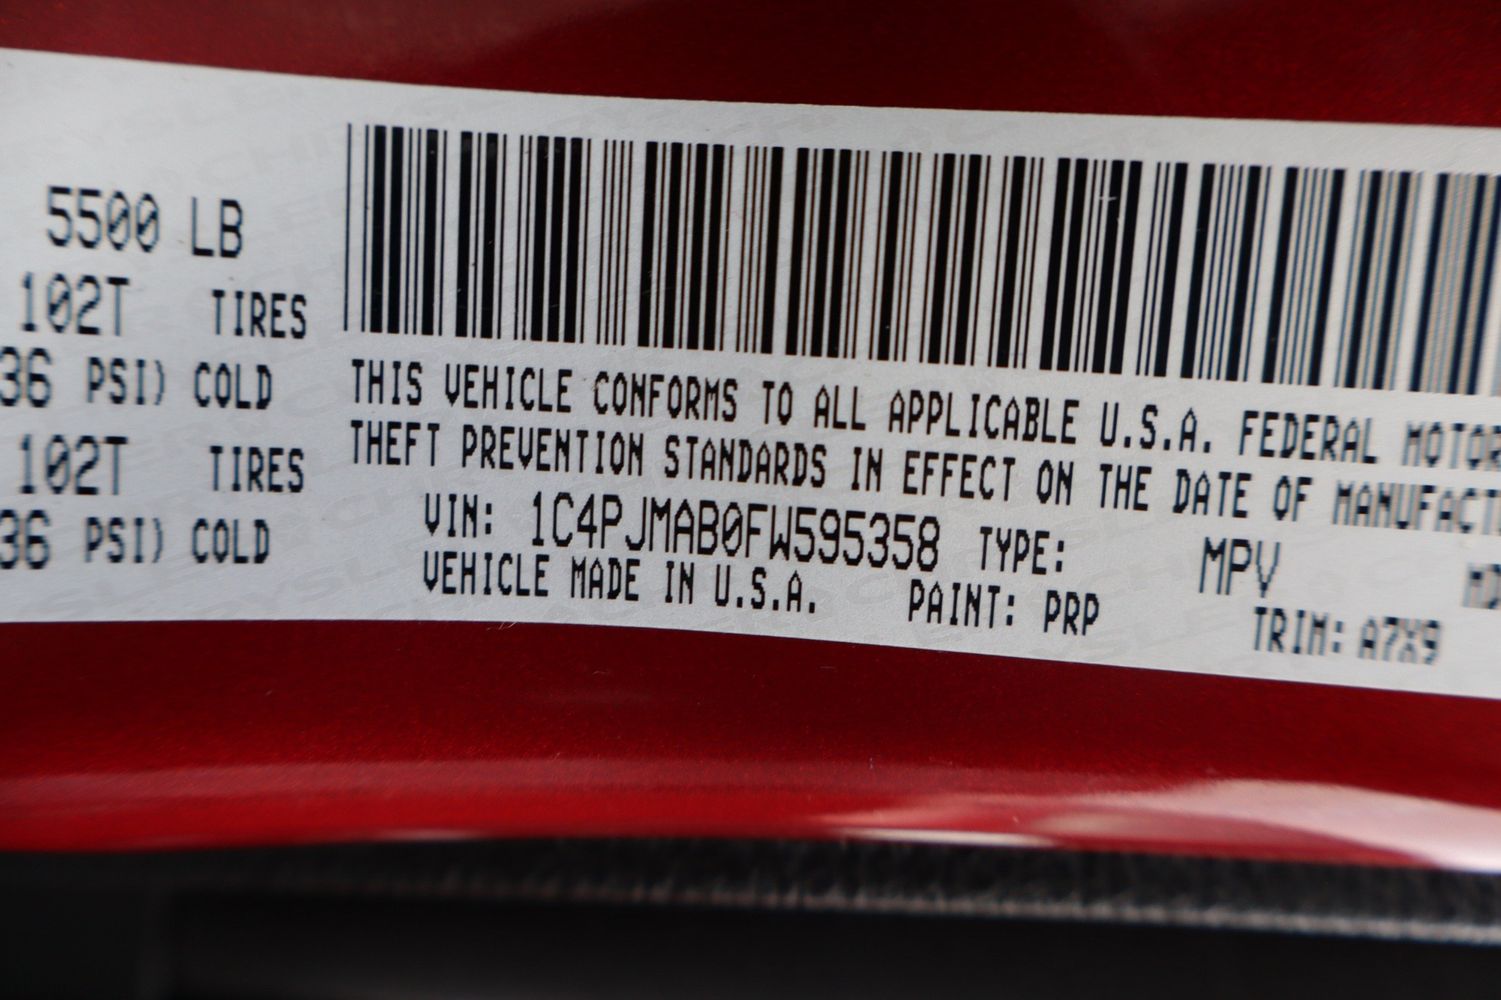 5500 LB
102T TIRES
36 PSI) COLD
102T TIRES
36 PSI) COLD
THIS VEHICLE CONFORMS TO ALL APPLICABLE U.S.A. FEDERAL MOTOR
THEFT PREVENTION STANDARDS IN EFFECT ON THE DATE OF MANUFACT
VIN: 1C4PJMAB0FW595358 TYPE: MPV
VEHICLE MADE IN U.S.A. PAINT: PRP TRIM: A7X9